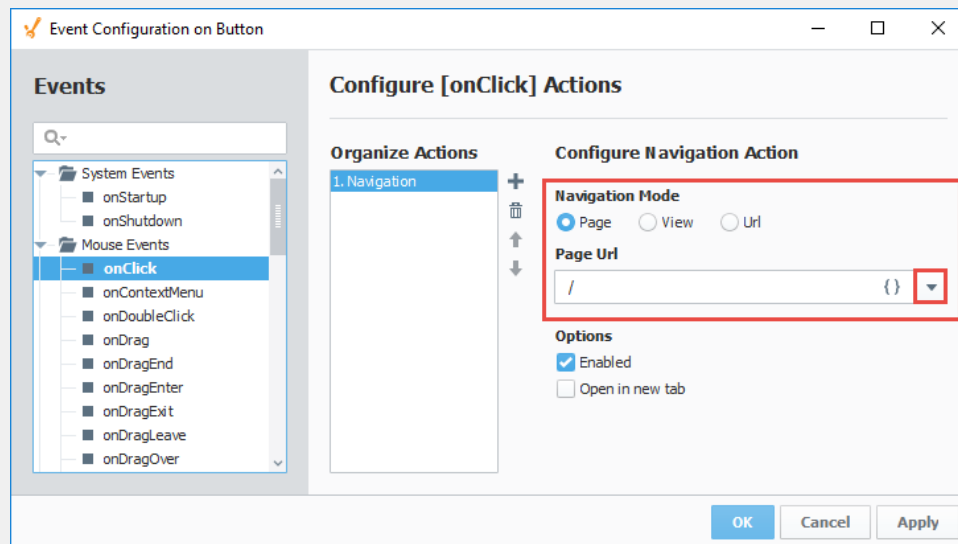 Event Configuration on Button
Events
System Events
onStartup
onShutdown
Mouse Events
onClick
onContextMenu
onDoubleClick
onDrag
onDragEnd
onDragEnter
onDragExit
onDragLeave
onDragOver
Configure [onClick] Actions
Organize Actions
1. Navigation
Configure Navigation Action
Navigation Mode
Page View Url
Page Url
/ {}
Options
Enabled
Open in new tab
OK Cancel Apply